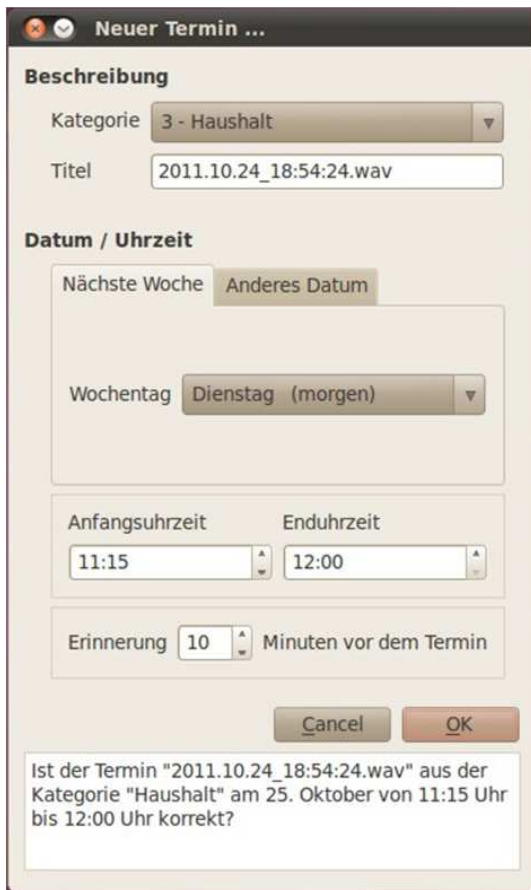 Neuer Termin ...
Beschreibung
Kategorie 3 - Haushalt
Titel 2011.10.24_18:54:24.wav
Datum / Uhrzeit
Nächste Woche Anderes Datum
Wochentag Dienstag (morgen)
Anfangsuhrzeit Enduhrzeit
11:15 12:00
Erinnerung 10 Minuten vor dem Termin
Cancel OK
Ist der Termin "2011.10.24_18:54:24.wav" aus der
Kategorie "Haushalt" am 25. Oktober von 11:15 Uhr
bis 12:00 Uhr korrekt?